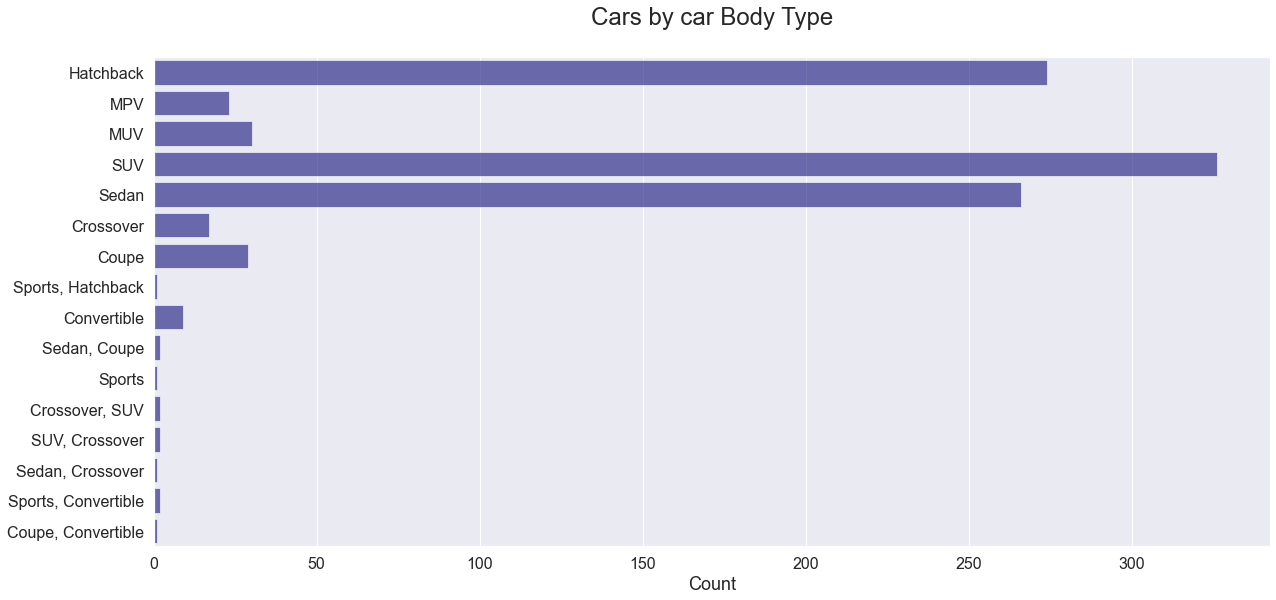 Cars by car Body Type
Hatchback
MPV
MUV
SUV
Sedan
Crossover
Coupe
Sports, Hatchback
Convertible
Sedan, Coupe
Sports
Crossover, SUV
SUV, Crossover
Sedan, Crossover
Sports, Convertible
Coupe, Convertible
0 50 100 150 200 250 300
Count